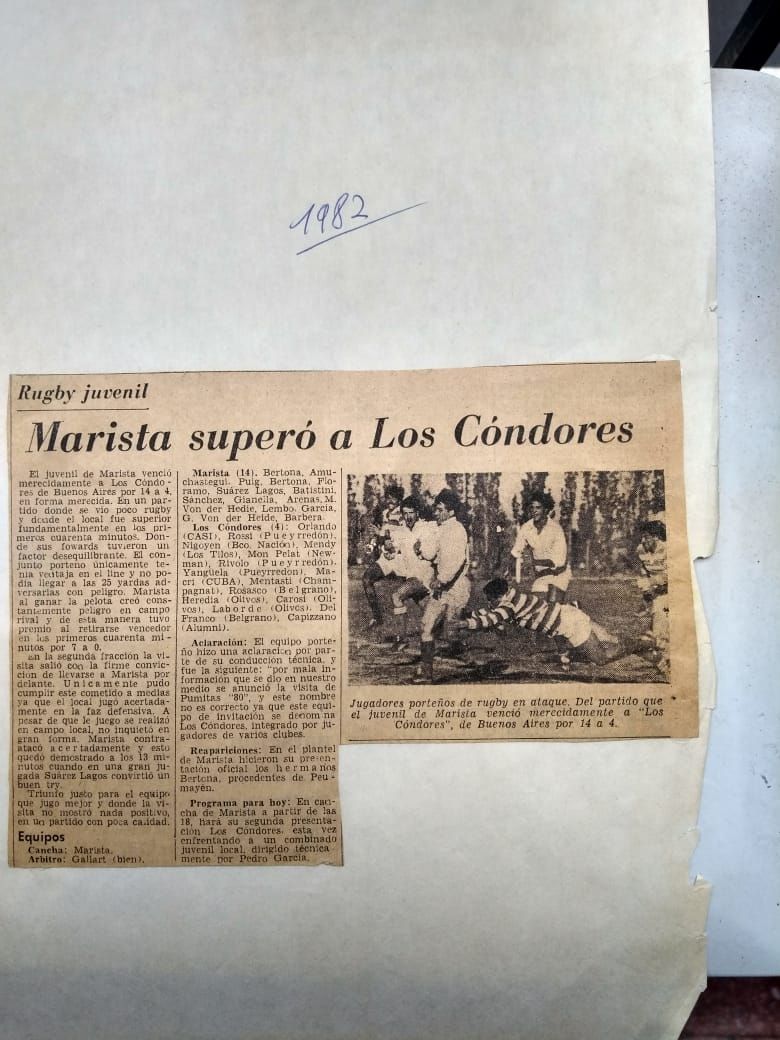 1982
Rugby juvenil
Marista superó a Los Cóndores
El juvenil de Marista venció
merecidamente a Los Cóndo-
res de Buenos Aires por 14 a 4,
en forma merecida. En un par-
tido donde se vio poco rugby
y donde el local fue superior
fundamentalmente en los pri-
meros cuarenta minutos. Don-
de sus fowards tuvieron un
factor desequilibrante. El con-
junto porteno únicamente te-
nia ventaja en el line y no po-
día llegar a las 25 yardas ad-
versarias con peligro. Marista
al ganar la pelota creó cons-
tantemente peligro en campo
rival y de esta manera tuvo
premio al retirarse vencedor
en los primeros cuarenta mi-
nutos por 7 a 0.
En la segunda fracción la vi-
sita salió con la firme convic-
ción de llevarse a Marista por
delante. Unicamente pudo
cumplir este cometido a medias
ya que el local jugó acertada-
mente en la faz defensiva. A
pesar de que le juego se realizó
en campo local, no inquietó en
gran forma. Marista contra-
atacó acertadamente y esto
quedó demostrado a los 13 mi-
nutos cuando en una gran ju-
gada Suárez Lagos convirtió un
buen try.
Triunfo justo para el equipo
que jugo mejor y donde la vi-
sita no mostró nada positivo,
en un partido con poca calidad.
Equipos
Cancha: Marista.
Arbitro: Gallart (bien).
Marista (14). Bertona, Amu-
chastegui. Puig, Bertona, Flo-
ramo, Suárez Lagos, Batistini,
Sánchez, Gianella, Arenas, M.
Von der Hedie, Lembo. García,
G. Von der Heide, Barbera.
Los Cóndores (4): Orlando
(CASI), Rossi (Pueyrredón),
Nigoyen (Bco. Nación), Mendy
(Los Tilos), Mon Pelat (New-
man), Rivolo (Pueyrredón).
Yangüela (Pueyrredon), Ma-
cri (CUBA), Mentasti (Cham-
pagnat), Rosasco (Belgrano),
Heredia (Olivos), Carosi (Oli-
vos), Laborde (Olivos). Del
Franco (Belgrano), Capizzano
(Alumni).
Aclaración: El equipo porte-
ño hizo una aclaracion por par-
te de su conducción técnica, y
fue la siguiente: "por mala in-
formación que se dio en nuestro
medio se anunció la visita de
Pumitas "80", y este nombre
no es correcto ya que este equi-
po de invitación se denomina
Los Cóndores, integrado por ju-
gadores de varios clubes.
Reapariciones: En el plantel
de Marista hicieron su presen-
tación oficial los hermanos
Bertona, procedentes de Peu-
mayén.
Programa para hoy: En can-
cha de Marista a partir de las
18, hará su segunda presenta-
ción Los Cóndores, esta vez
enfrentando a un combinado
juvenil local, dirigido técnica
mente por Pedro García.
Jugadores porteños de rugby en ataque. Del partido que
el juvenil de Marista venció merecidamente a "Los
Cóndores", de Buenos Aires por 14 a 4.